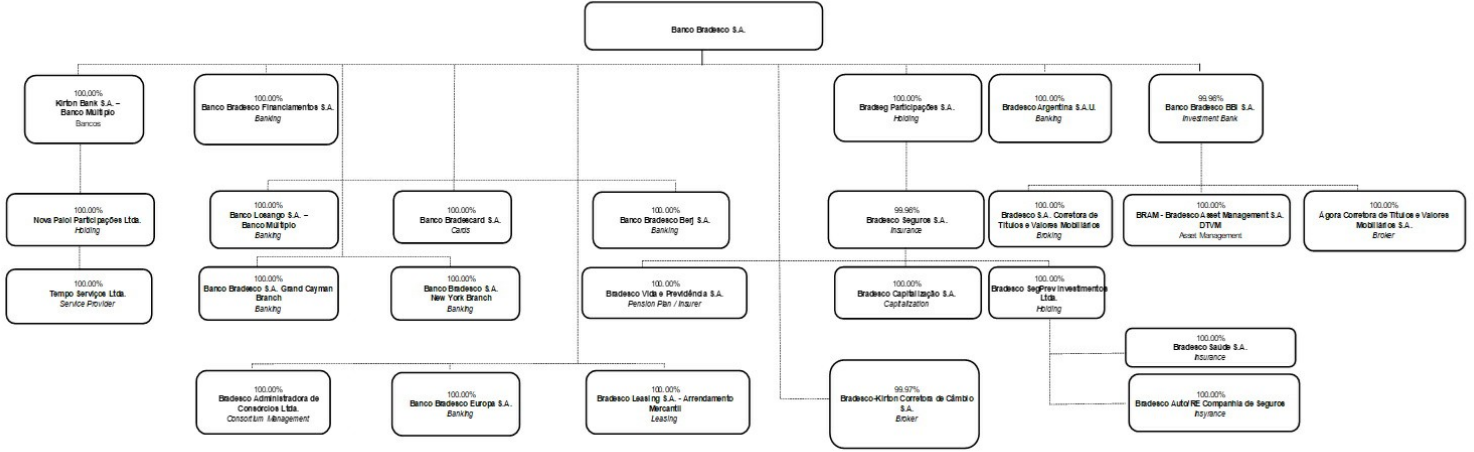 Banco Bradesco S.A.
100,00%
Kirton Bank S.A. –
Banco Múltiplo
Bancos
100.00%
Banco Bradesco Financiamentos S.A.
Banking
100.00%
Bradseg Participações S.A.
Holding
100.00%
Bradesco Argentina S.A.U.
Banking
99.96%
Banco Bradesco BBI S.A.
Investment Bank
100.00%
Nova Paiol Participações Ltda.
Holding
100.00%
Banco Losango S.A. –
Banco Múltiplo
Banking
100.00%
Banco Bradescard S.A.
Cards
100.00%
Banco Bradesco Berj S.A.
Banking
99.96%
Bradesco Seguros S.A.
Insurance
100.00%
Bradesco S.A. Corretora de
Títulos e Valores Mobiliários
Broking
100.00%
BRAM - Bradesco Asset Management S.A.
DTVM
Asset Management
100.00%
Ágora Corretora de Títulos e Valores
Mobiliários S.A.
Broker
100.00%
Tempo Serviços Ltda.
Service Provider
100.00%
Banco Bradesco S.A. Grand Cayman
Branch
Banking
100.00%
Banco Bradesco S.A.
New York Branch
Banking
100.00%
Bradesco Vida e Previdência S.A.
Pension Plan / Insurer
100.00%
Bradesco Capitalização S.A.
Capitalization
100.00%
Bradesco SegPrev Investimentos
Ltda.
Holding
100.00%
Bradesco Saúde S.A.
Insurance
100.00%
Bradesco Administradora de
Consórcios Ltda.
Consortium Management
100.00%
Banco Bradesco Europa S.A.
Banking
100.00%
Bradesco Leasing S.A. - Arrendamento
Mercantil
Leasing
99.97%
Bradesco-Kirton Corretora de Câmbio
S.A.
Broker
100.00%
Bradesco Auto/RE Companhia de Seguros
Insyrance